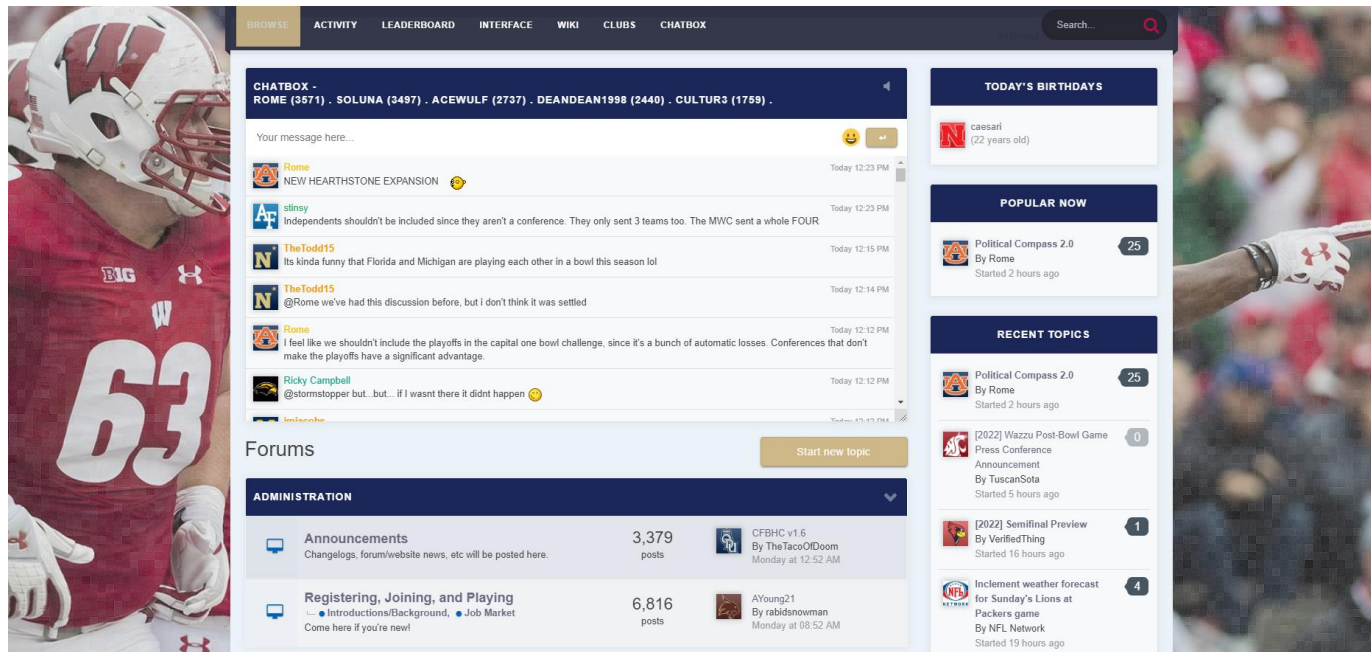 BROWSE
ACTIVITY
LEADERBOARD
INTERFACE
WIKI
CLUBS
CHATBOX
Search...
CHATBOX -
ROME (3571) . SOLUNA (3497) . ACEWULF (2737) . DEANDEAN1998 (2440) . CULTUR3 (1759) .
Your message here...
Rome
Today 12:23 PM
NEW HEARTHSTONE EXPANSION
stinsy
Today 12:23 PM
Independents shouldn't be included since they aren't a conference. They only sent 3 teams too. The MWC sent a whole FOUR
TheTodd15
Today 12:15 PM
Its kinda funny that Florida and Michigan are playing each other in a bowl this season lol
TheTodd15
Today 12:14 PM
@Rome we've had this discussion before, but i don't think it was settled
Rome
Today 12:12 PM
I feel like we shouldn't include the playoffs in the capital one bowl challenge, since it's a bunch of automatic losses. Conferences that don't
make the playoffs have a significant advantage.
Ricky Campbell
Today 12:12 PM
@stormstopper but...but... if I wasnt there it didnt happen
Forums
Start new topic
ADMINISTRATION
Announcements
Changelogs, forum/website news, etc will be posted here.
3,379
posts
CFBHC v1.6
By TheTacoOfDoom
Monday at 12:52 AM
Registering, Joining, and Playing
Introductions/Background, Job Market
Come here if you're new!
6,816
posts
AYoung21
By rabidsnowman
Monday at 08:52 AM
TODAY'S BIRTHDAYS
caesari
(22 years old)
POPULAR NOW
Political Compass 2.0
25
By Rome
Started 2 hours ago
RECENT TOPICS
Political Compass 2.0
25
By Rome
Started 2 hours ago
[2022] Wazzu Post-Bowl Game
0
Press Conference
Announcement
By TuscanSota
Started 5 hours ago
[2022] Semifinal Preview
1
By VerifiedThing
Started 16 hours ago
Inclement weather forecast
4
for Sunday's Lions at
Packers game
By NFL Network
Started 19 hours ago
B1G
W
63